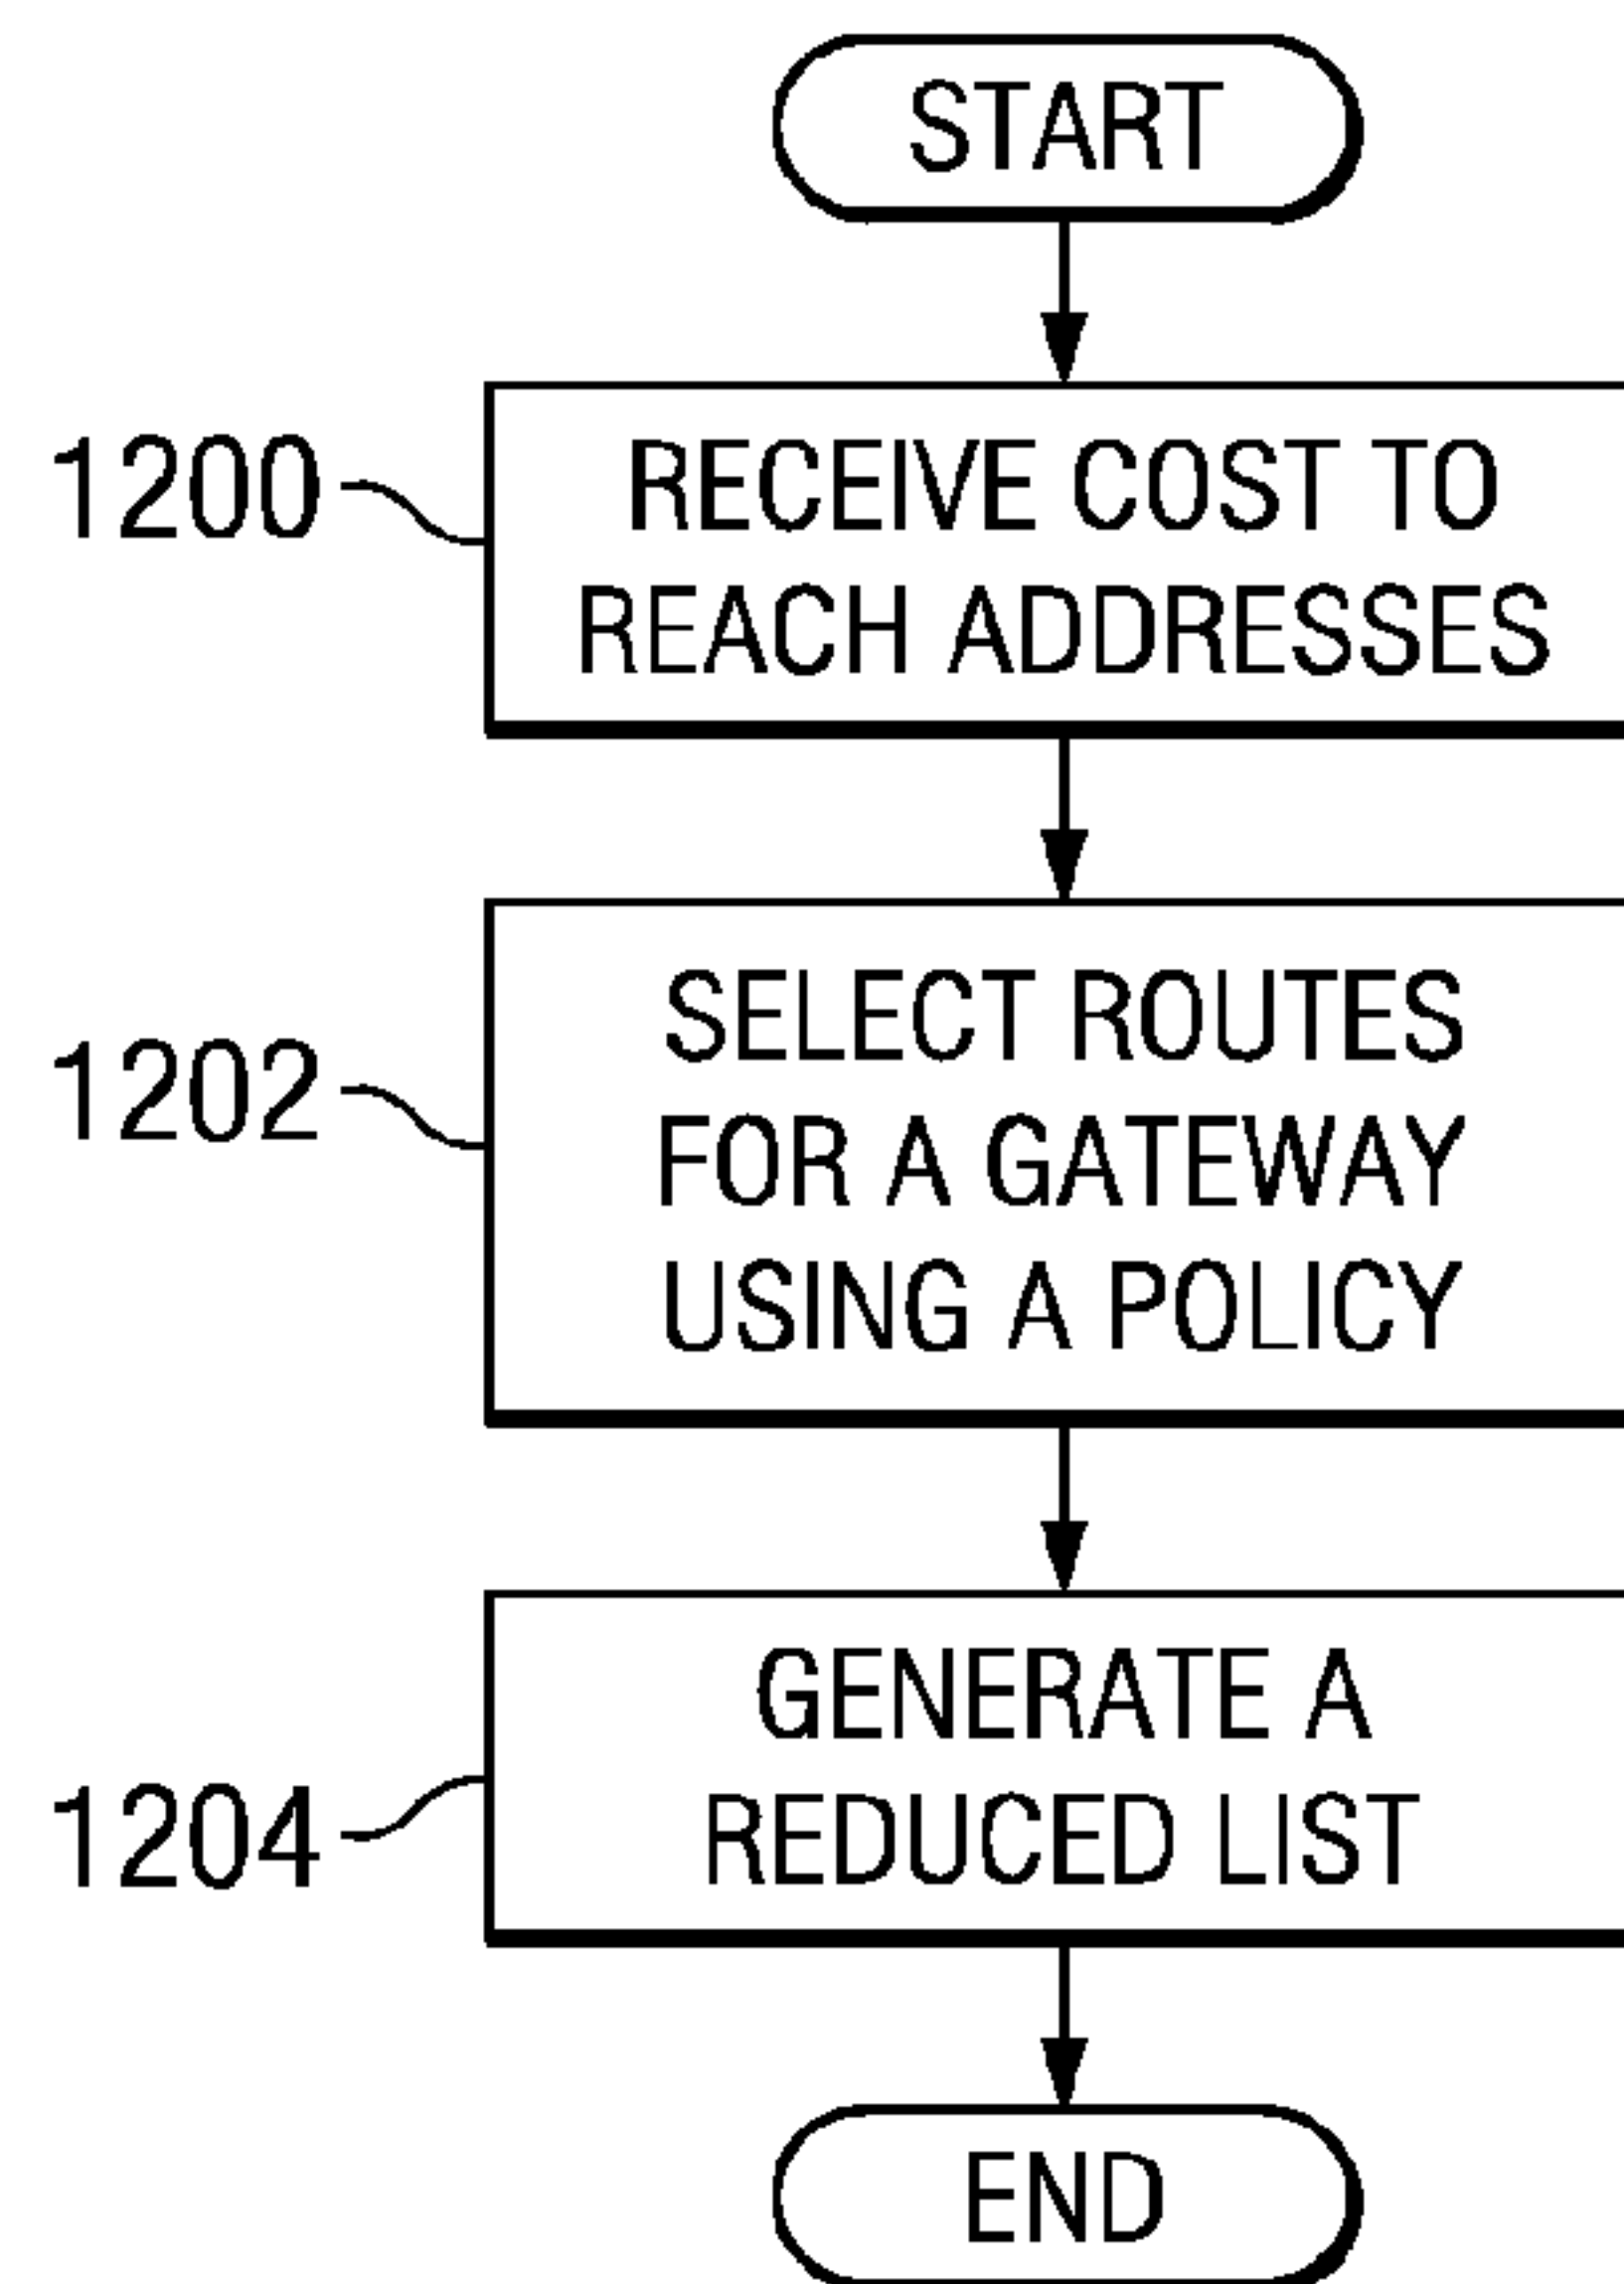 START
1200
RECEIVE COST TO
REACH ADDRESSES
1202
SELECT ROUTES
FOR A GATEWAY
USING A POLICY
1204
GENERATE A
REDUCED LIST
END